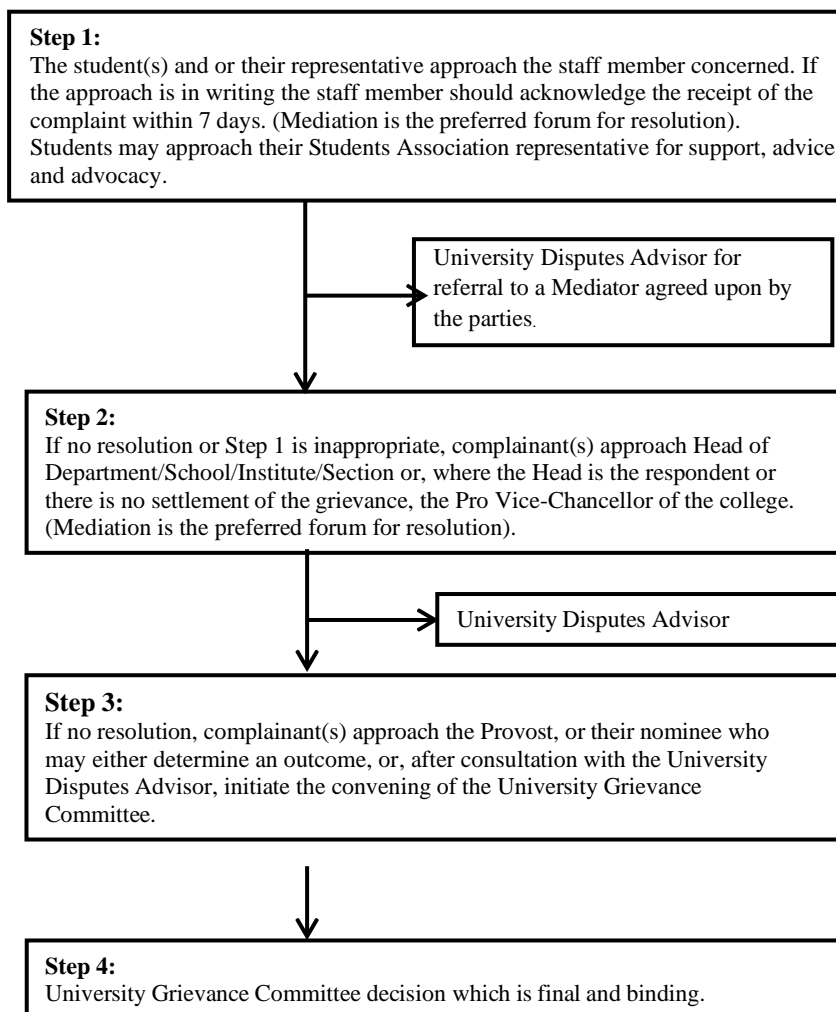 Step 1:
The student(s) and or their representative approach the staff member concerned. If
the approach is in writing the staff member should acknowledge the receipt of the
complaint within 7 days. (Mediation is the preferred forum for resolution).
Students may approach their Students Association representative for support, advice
and advocacy.
University Disputes Advisor for
referral to a Mediator agreed upon by
the parties.
Step 2:
If no resolution or Step 1 is inappropriate, complainant(s) approach Head of
Department/School/Institute/Section or, where the Head is the respondent or
there is no settlement of the grievance, the Pro Vice-Chancellor of the college.
(Mediation is the preferred forum for resolution).
University Disputes Advisor
Step 3:
If no resolution, complainant(s) approach the Provost, or their nominee who
may either determine an outcome, or, after consultation with the University
Disputes Advisor, initiate the convening of the University Grievance
Committee.
Step 4:
University Grievance Committee decision which is final and binding.